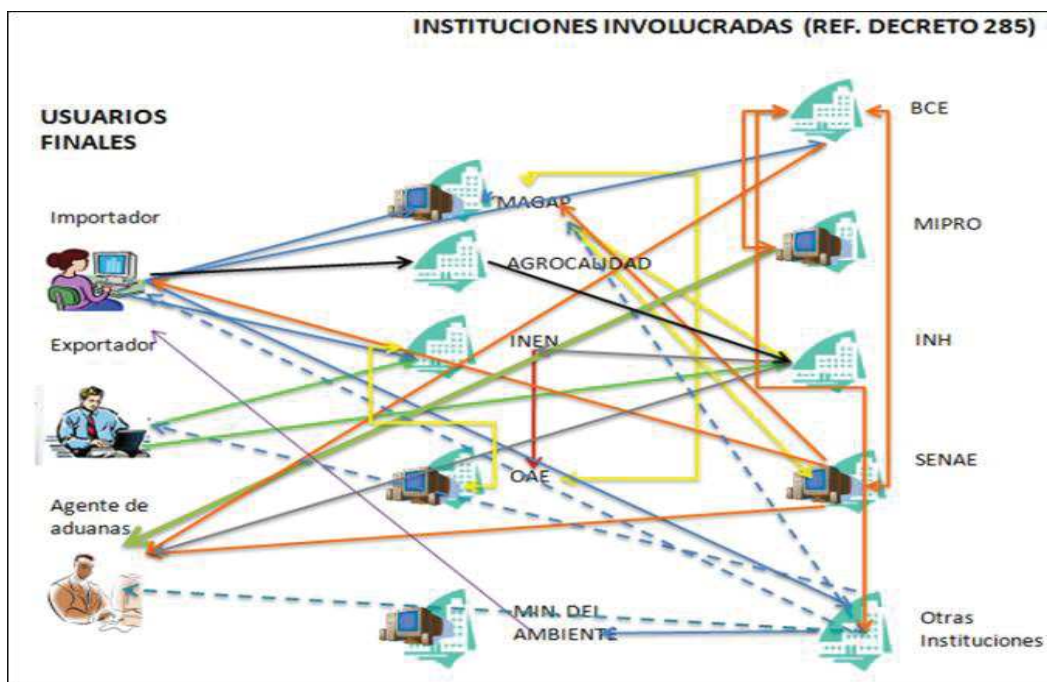 INSTITUCIONES INVOLUCRADAS (REF. DECRETO 285)
USUARIOS
FINALES
Importador
Exportador
Agente de
aduanas
MAGAP
AGROCALIDAD
INEN
OAE
MIN. DEL
AMBIENTE
BCE
MIPRO
INH
SENAE
Otras
Instituciones